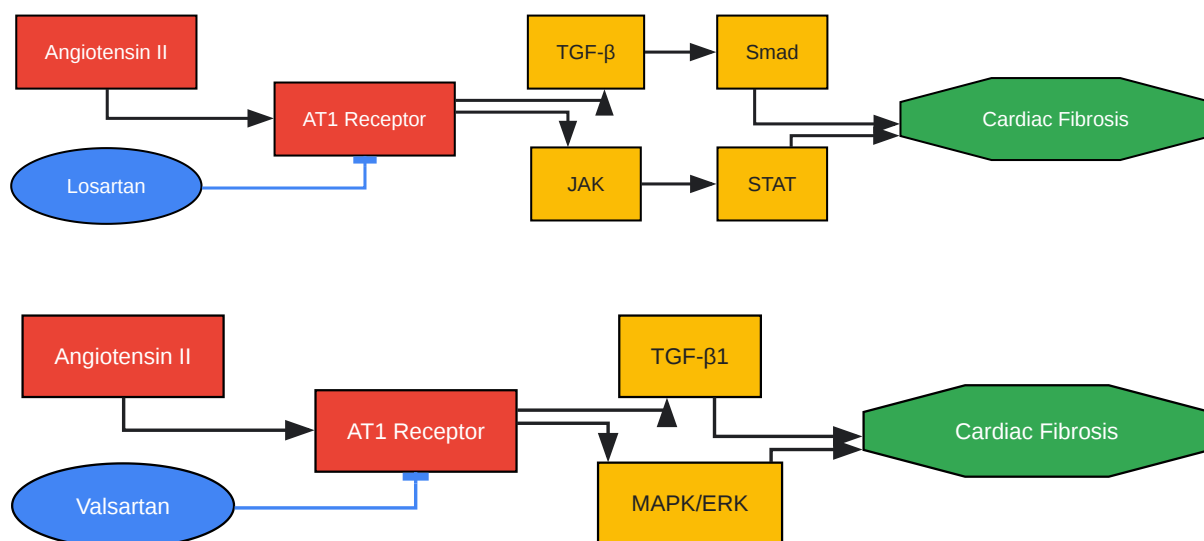 Angiotensin II
TGF-β
Smad
AT1 Receptor
Cardiac Fibrosis
Losartan
JAK
STAT
Angiotensin II
TGF-β1
AT1 Receptor
Cardiac Fibrosis
Valsartan
MAPK/ERK